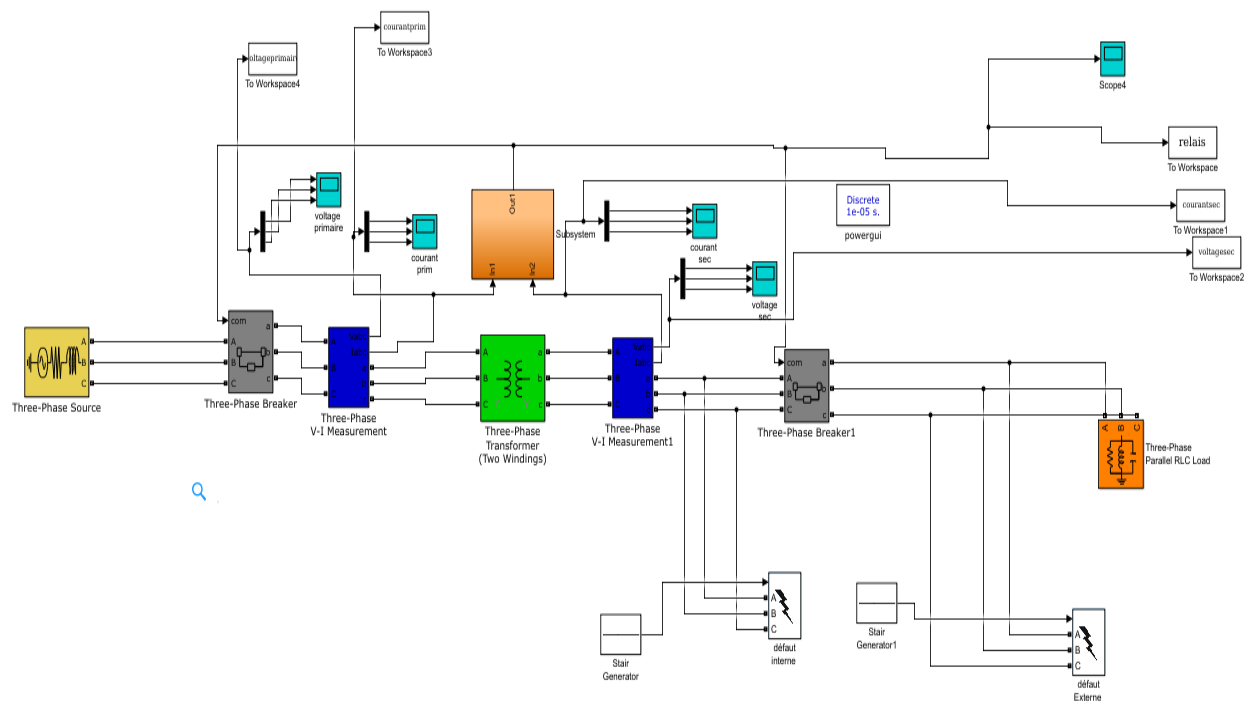 courantprim
To Workspace3
To Workspace4
Scope4
relais
To Workspace
voltage
primaire
courant
prim
Out1
In1
In2
Subsystem
courant
sec
voltage
sec
Discrete
1e-05 s.
powergui
courantsec
To Workspace1
voltagesec
To Workspace2
A
B
C
Three-Phase Source
com
A
B
C
a
b
c
Three-Phase Breaker
Three-Phase
V-I Measurement
A
B
C
a
b
c
Three-Phase
Transformer
(Two Windings)
Three-Phase
V-I Measurement1
com
A
B
C
a
b
c
Three-Phase Breaker1
A
B
C
Three-Phase
Parallel RLC Load
Stair
Generator
A
B
C
défaut
interne
Stair
Generator1
A
B
C
défaut
Externe